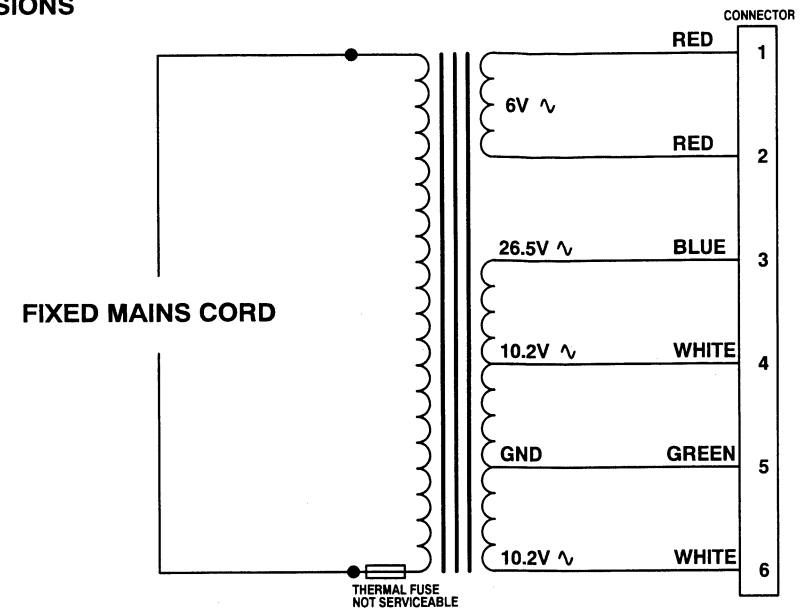 SIONS
CONNECTOR
RED 1
6V ∿
RED 2
26.5V ∿ BLUE 3
FIXED MAINS CORD
10.2V ∿ WHITE 4
GND GREEN 5
10.2V ∿ WHITE 6
THERMAL FUSE
NOT SERVICEABLE